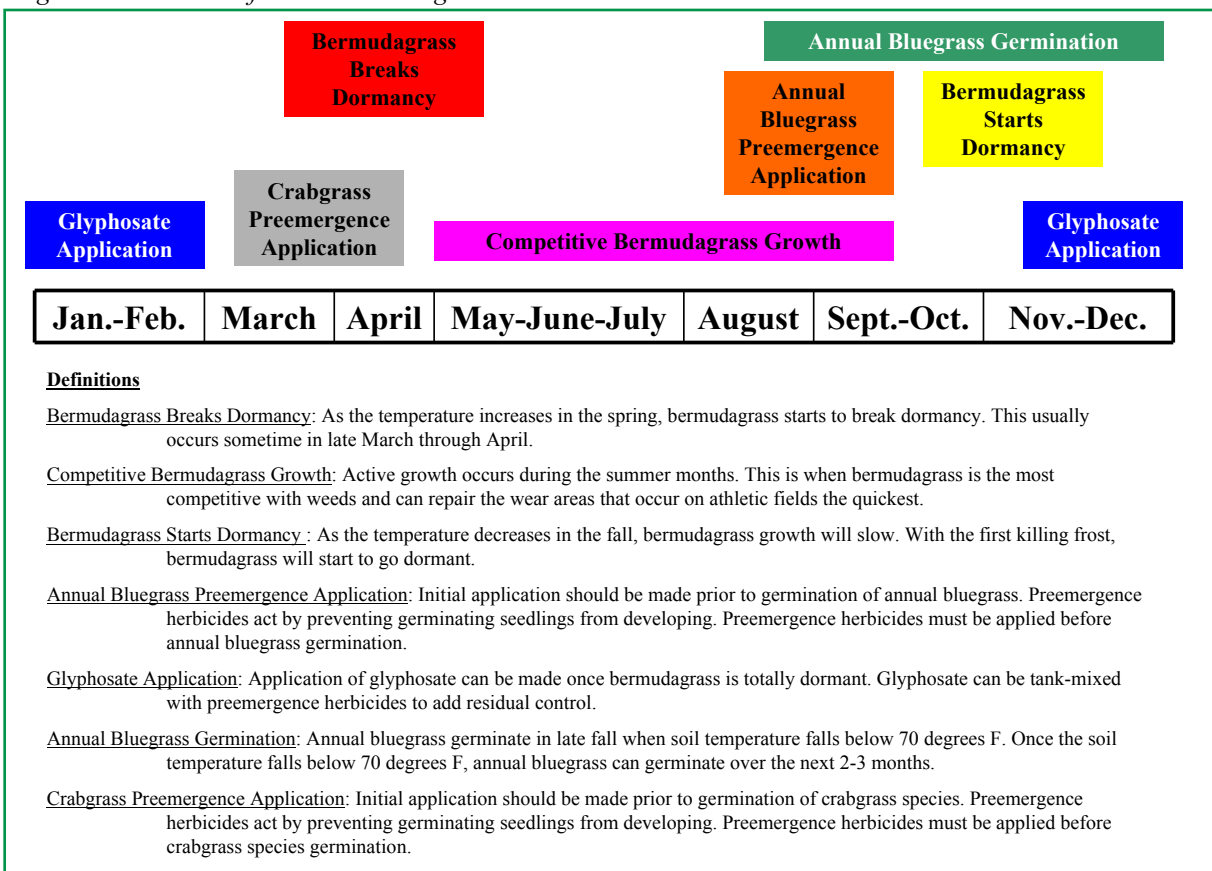 Bermudagrass
Breaks
Dormancy
Annual Bluegrass Germination
Annual
Bluegrass
Preemergence
Application
Bermudagrass
Starts
Dormancy
Crabgrass
Preemergence
Application
Glyphosate
Application
Competitive Bermudagrass Growth
Glyphosate
Application
Jan.-Feb. March April May-June-July August Sept.-Oct. Nov.-Dec.
Definitions
Bermudagrass Breaks Dormancy: As the temperature increases in the spring, bermudagrass starts to break dormancy. This usually
occurs sometime in late March through April.
Competitive Bermudagrass Growth: Active growth occurs during the summer months. This is when bermudagrass is the most
competitive with weeds and can repair the wear areas that occur on athletic fields the quickest.
Bermudagrass Starts Dormancy : As the temperature decreases in the fall, bermudagrass growth will slow. With the first killing frost,
bermudagrass will start to go dormant.
Annual Bluegrass Preemergence Application: Initial application should be made prior to germination of annual bluegrass. Preemergence
herbicides act by preventing germinating seedlings from developing. Preemergence herbicides must be applied before
annual bluegrass germination.
Glyphosate Application: Application of glyphosate can be made once bermudagrass is totally dormant. Glyphosate can be tank-mixed
with preemergence herbicides to add residual control.
Annual Bluegrass Germination: Annual bluegrass germinate in late fall when soil temperature falls below 70 degrees F. Once the soil
temperature falls below 70 degrees F, annual bluegrass can germinate over the next 2-3 months.
Crabgrass Preemergence Application: Initial application should be made prior to germination of crabgrass species. Preemergence
herbicides act by preventing germinating seedlings from developing. Preemergence herbicides must be applied before
crabgrass species germination.